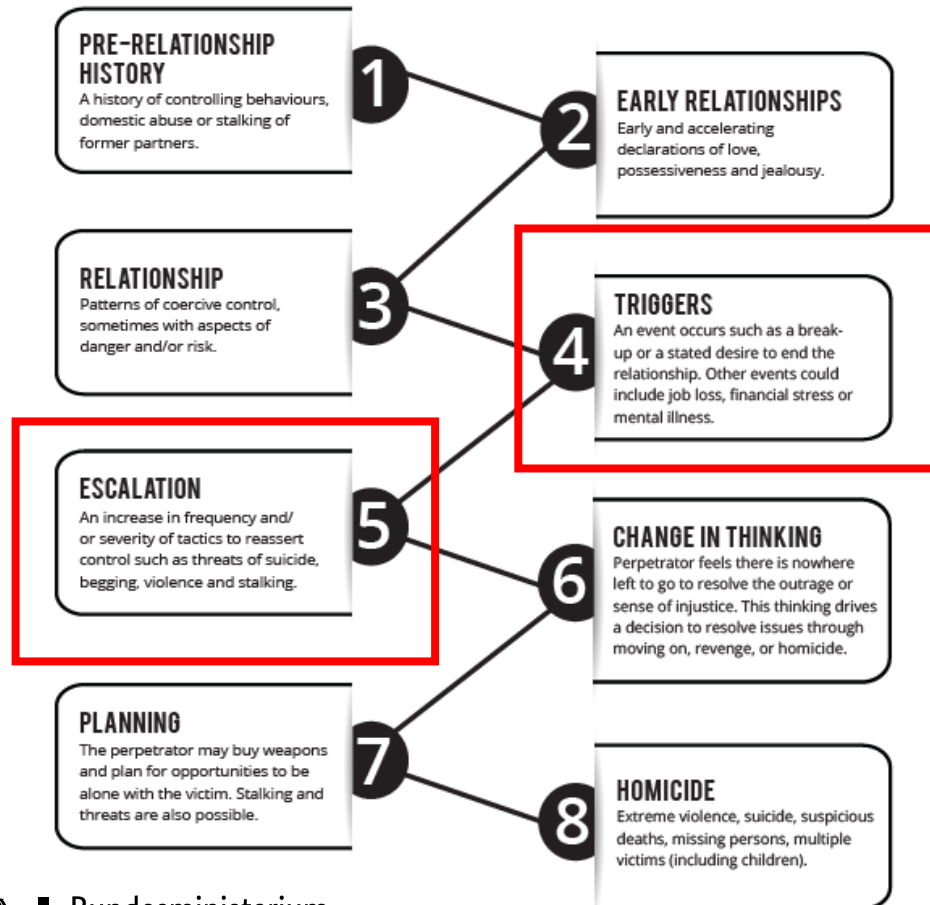 PRE-RELATIONSHIP
HISTORY
A history of controlling behaviours,
domestic abuse or stalking of
former partners.
1
2
EARLY RELATIONSHIPS
Early and accelerating
declarations of love,
possessiveness and jealousy.
RELATIONSHIP
Patterns of coercive control,
sometimes with aspects of
danger and/or risk.
3
4
TRIGGERS
An event occurs such as a break-
up or a stated desire to end the
relationship. Other events could
include job loss, financial stress or
mental illness.
ESCALATION
An increase in frequency and/
or severity of tactics to reassert
control such as threats of suicide,
begging, violence and stalking.
5
6
CHANGE IN THINKING
Perpetrator feels there is nowhere
left to go to resolve the outrage or
sense of injustice. This thinking drives
a decision to resolve issues through
moving on, revenge, or homicide.
PLANNING
The perpetrator may buy weapons
and plan for opportunities to be
alone with the victim. Stalking and
threats are also possible.
7
8
HOMICIDE
Extreme violence, suicide, suspicious
deaths, missing persons, multiple
victims (including children).
Bundesministerium